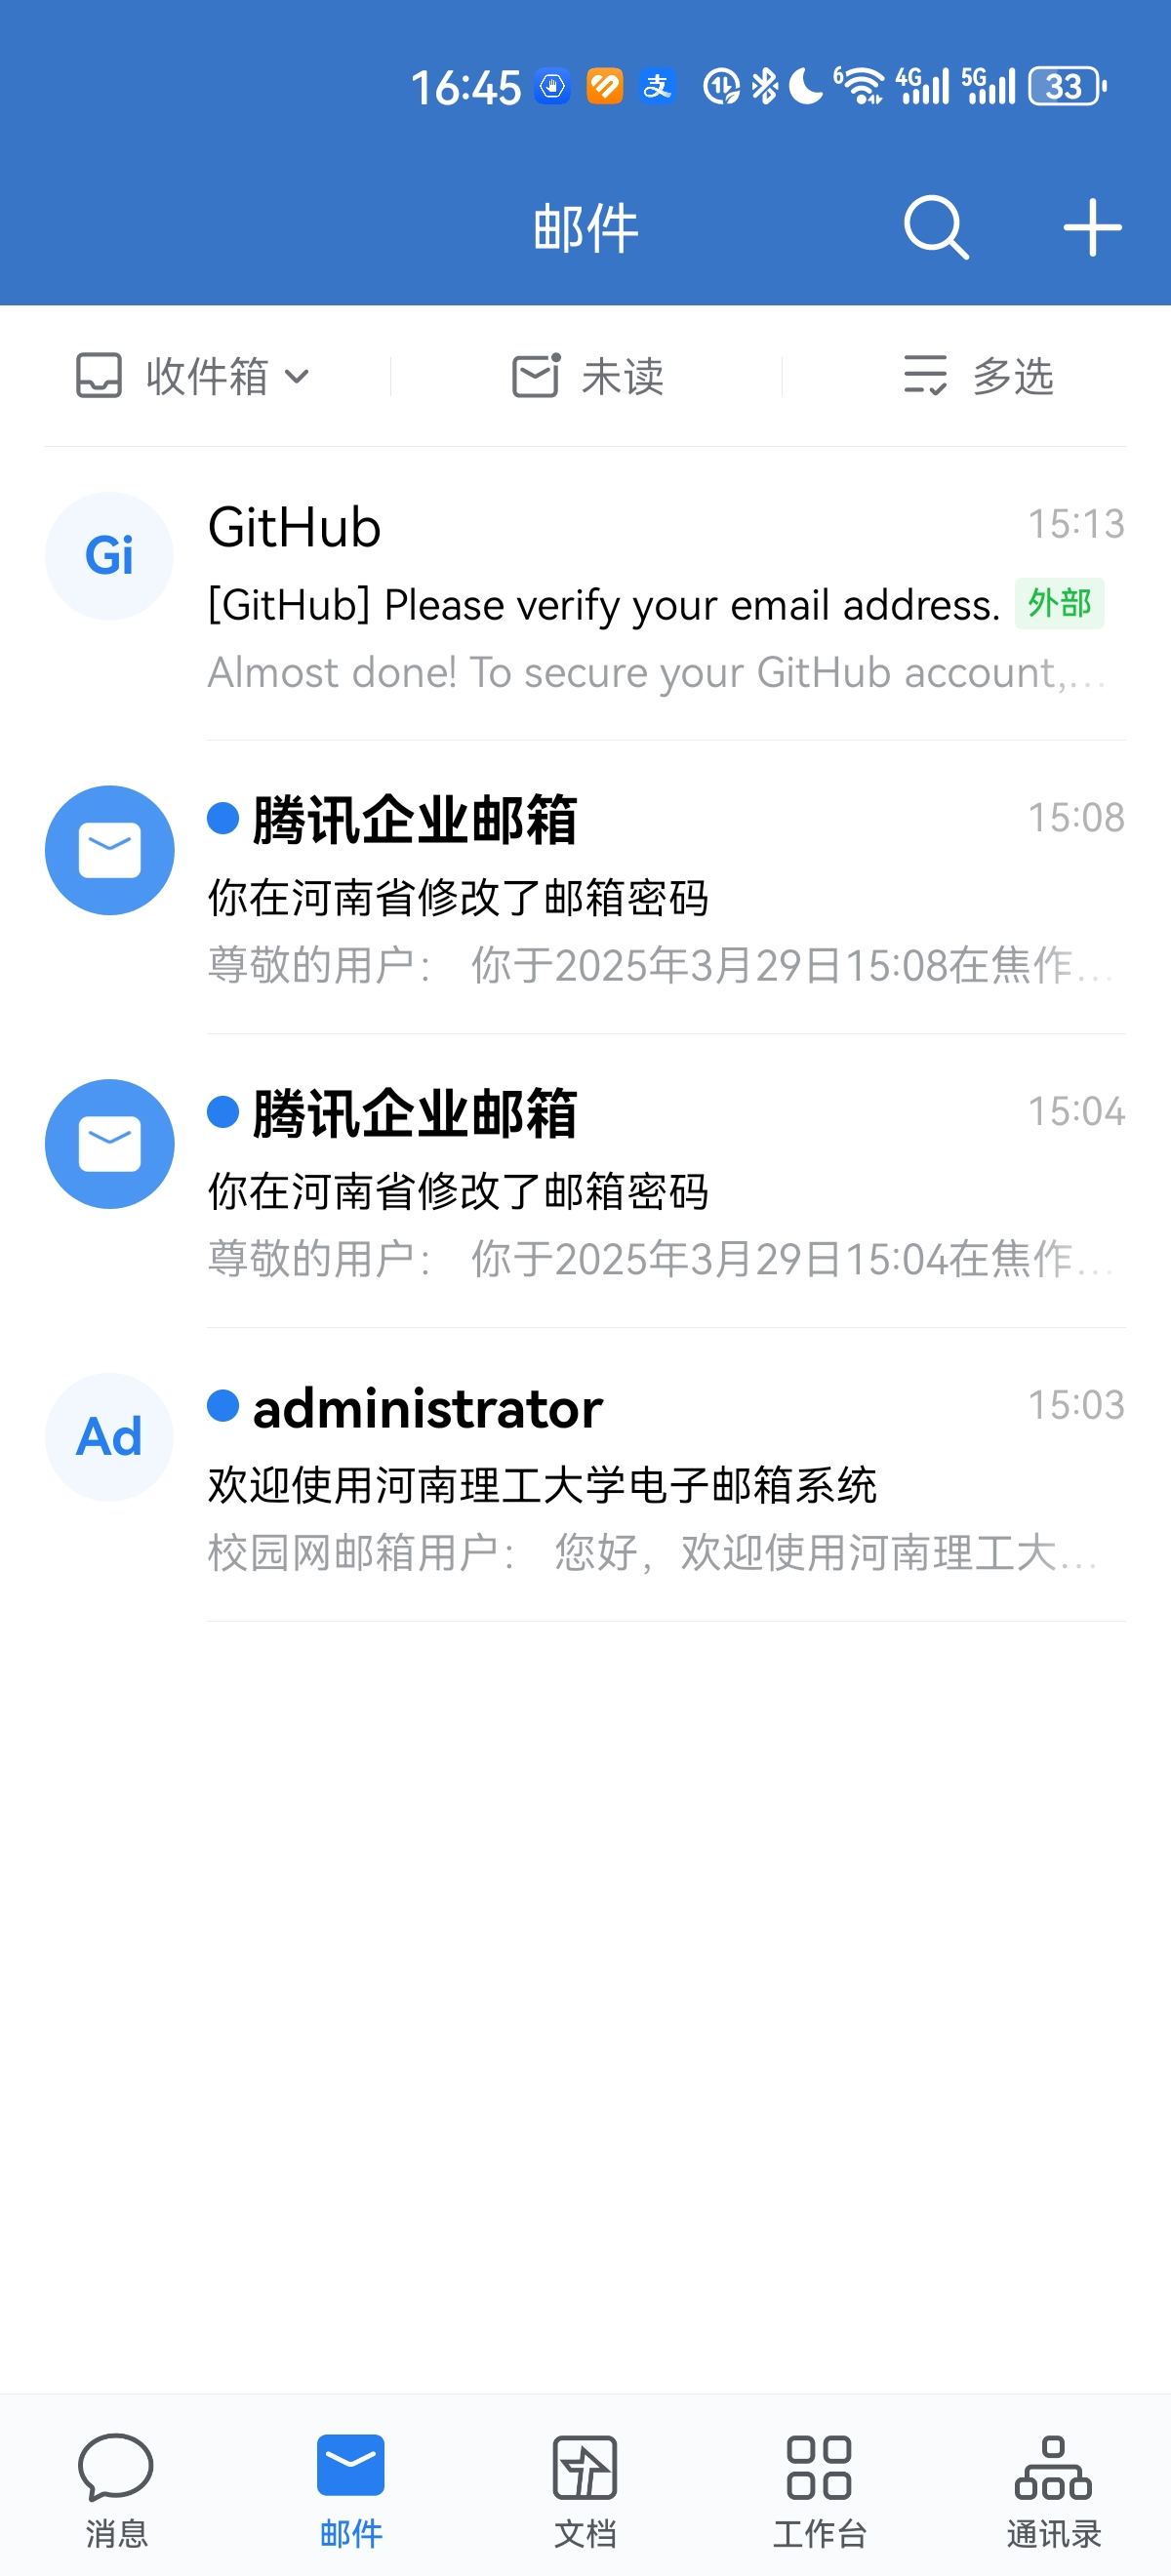 16:45 支 6 4G 5G 33
邮件
收件箱 未读 多选
Gi GitHub 15:13
[GitHub] Please verify your email address. 外部
Almost done! To secure your GitHub account,...
腾讯企业邮箱 15:08
你在河南省修改了邮箱密码
尊敬的用户： 你于2025年3月29日15:08在焦作...
腾讯企业邮箱 15:04
你在河南省修改了邮箱密码
尊敬的用户： 你于2025年3月29日15:04在焦作...
Ad administrator 15:03
欢迎使用河南理工大学电子邮箱系统
校园网邮箱用户： 您好，欢迎使用河南理工大...
消息 邮件 文档 工作台 通讯录